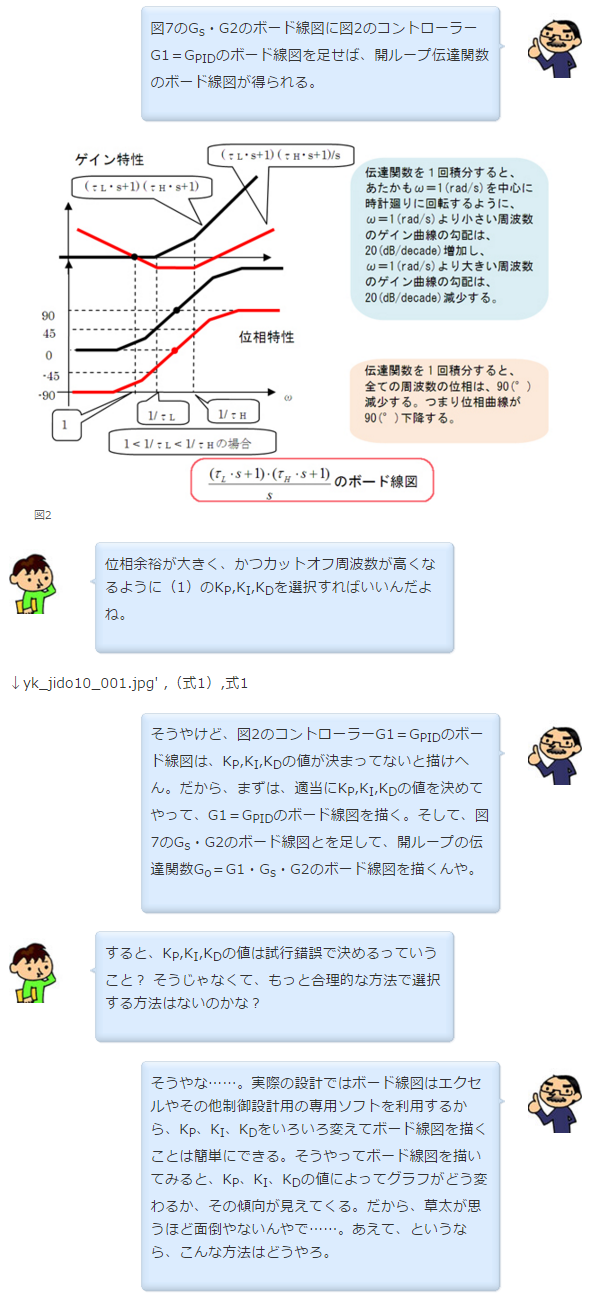 図7のGS・G2のボード線図に図2のコントローラー
G1＝GPIDのボード線図を足せば、開ループ伝達関数
のボード線図が得られる。
ゲイン特性
(τL・s+1) (τH・s+1)/s
(τL・s+1) (τH・s+1)
伝達関数を１回積分すると、
あたかもω＝1(rad/s)を中心に
時計廻りに回転するように、
ω＝1(rad/s)より小さい周波数
のゲイン曲線の勾配は、
20(dB/decade)増加し、
ω＝1(rad/s)より大きい周波数
のゲイン曲線の勾配は、
20(dB/decade)減少する。
90
45
0
-45
-90
位相特性
ω
伝達関数を１回積分すると、
全ての周波数の位相は、90(°)
減少する。つまり位相曲線が
90(°)下降する。
1
1/τL
1/τH
1＜1/τL＜1/τHの場合
(τL・s+1)・(τH・s+1)
s
のボード線図
図2
位相余裕が大きく、かつカットオフ周波数が高くな
るように（1）のKP,KI,KDを選択すればいいんだよ
ね。
↓yk_jido10_001.jpg' ,（式1）,式1
そうやけど、図2のコントローラーG1＝GPIDのボー
ド線図は、KP,KI,KDの値が決まってないと描けへ
ん。だから、まずは、適当にKP,KI,KDの値を決めて
やって、G1＝GPIDのボード線図を描く。そして、図
7のGS・G2のボード線図とを足して、開ループの伝
達関数GO＝G1・GS・G2のボード線図を描くんや。
すると、KP,KI,KDの値は試行錯誤で決めるっていう
こと？ そうじゃなくて、もっと合理的な方法で選択
する方法はないのかな？
そうやな……。実際の設計ではボード線図はエクセ
ルやその他制御設計用の専用ソフトを利用するか
ら、KP、KI、KDをいろいろ変えてボード線図を描く
ことは簡単にできる。そうやってボード線図を描い
てみると、KP、KI、KDの値によってグラフがどう変
わるか、その傾向が見えてくる。だから、草太が思
うほど面倒やないんやで……。あえて、というな
ら、こんな方法はどうやろ。